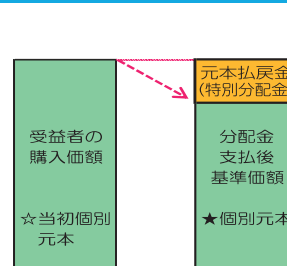 元本払戻金
(特別分配金
受益者の
購入価額
☆当初個別
元本
分配金
支払後
基準価額
★個別元本